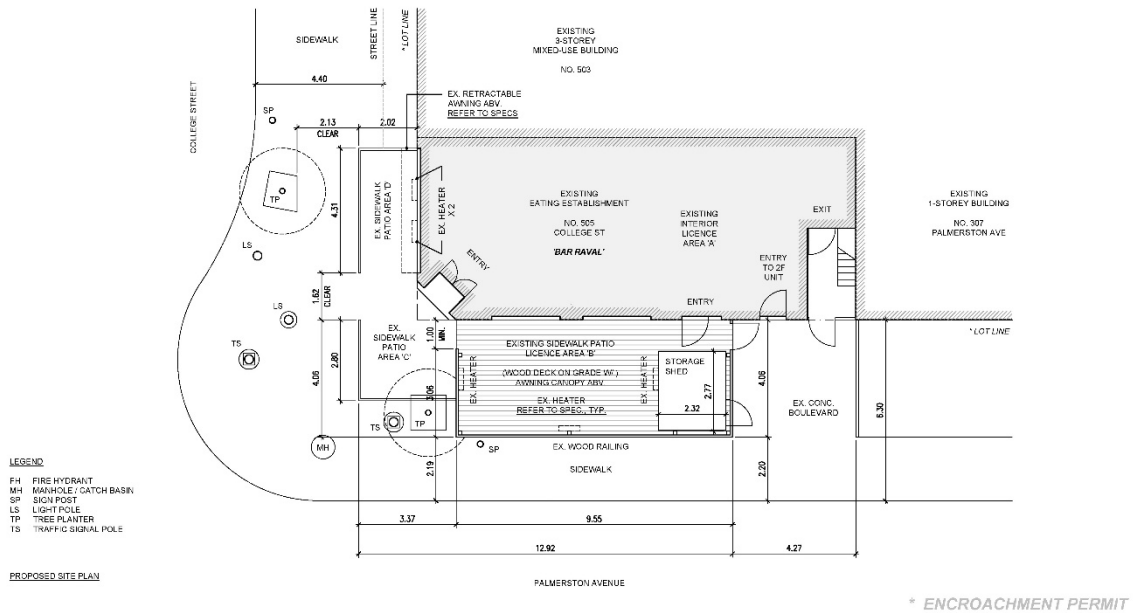 COLLEGE STREET
SIDEWALK
STREET LINE
* LOT LINE
4.40
SP
2.13
CLEAR
2.02
EX. RETRACTABLE
AWNING ABV.
REFER TO SPECS
EXISTING
3-STOREY
MIXED-USE BUILDING
NO. 503
TP
4.31
EX. SIDEWALK
PATIO AREA 'D'
EX. HEATER
X 2
EXISTING
EATING ESTABLISHMENT
NO. 505
COLLEGE ST
'BAR RAVAL'
EXISTING
INTERIOR
LICENCE
AREA 'A'
EXIT
ENTRY
TO 2F
UNIT
ENTRY
ENTRY
EXISTING
1-STOREY BUILDING
NO. 307
PALMERSTON AVE
* LOT LINE
LS
1.62
CLEAR
LS
TS
4.06
2.80
EX.
SIDEWALK
PATIO
AREA 'C'
1.00
MIN.
3.06
EXISTING SIDEWALK PATIO
LICENCE AREA 'B'
(WOOD DECK ON GRADE W/ )
AWNING CANOPY ABV.
EX. HEATER
REFER TO SPEC., TYP.
EX. HEATER
EX. HEATER
STORAGE
SHED
2.77
2.32
4.06
EX. CONC.
BOULEVARD
6.30
TS
TP
MH
2.19
SP
EX. WOOD RAILING
SIDEWALK
2.20
3.37
9.55
12.92
4.27
LEGEND
FH FIRE HYDRANT
MH MANHOLE / CATCH BASIN
SP SIGN POST
LS LIGHT POLE
TP TREE PLANTER
TS TRAFFIC SIGNAL POLE
PROPOSED SITE PLAN
PALMERSTON AVENUE
* ENCROACHMENT PERMIT